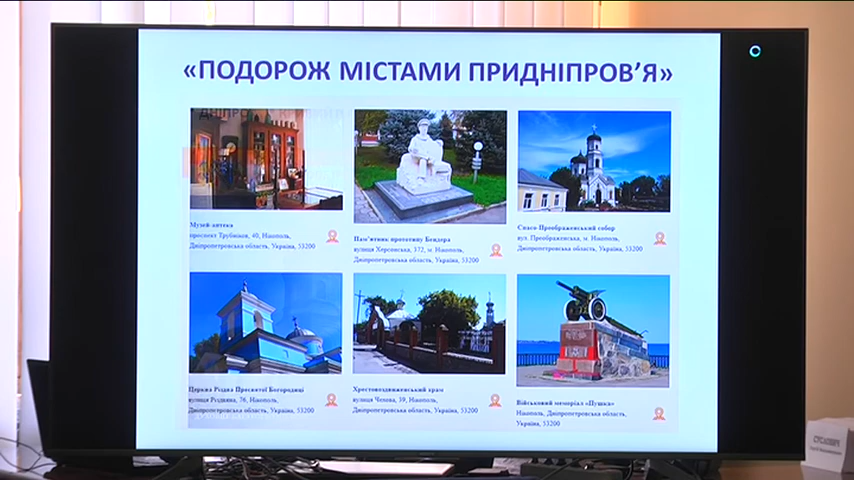 «ПОДОРОЖ МІСТАМИ ПРИДНІПРОВ’Я»
Музей-аптека
проспект Трубників, 40, Нікополь,
Дніпропетровська область, Україна, 53200
Пам'ятник прототипу Бендера
вулиця Херсонська, 372, м. Нікополь,
Дніпропетровська область, Україна, 53200
Спасо-Преображенський собор
вул. Преображенська, м. Нікополь,
Дніпропетровська область, Україна, 53200
Церква Різдва Пресвятої Богородиці
вулиця Різдвяна, 76, Нікополь,
Дніпропетровська область, Україна, 53200
Хрестовоздвиженський храм
вулиця Чехова, 39, Нікополь,
Дніпропетровська область, Україна, 53200
Військовий меморіал «Пушка»
Нікополь, Дніпропетровська область, Україна,
53200